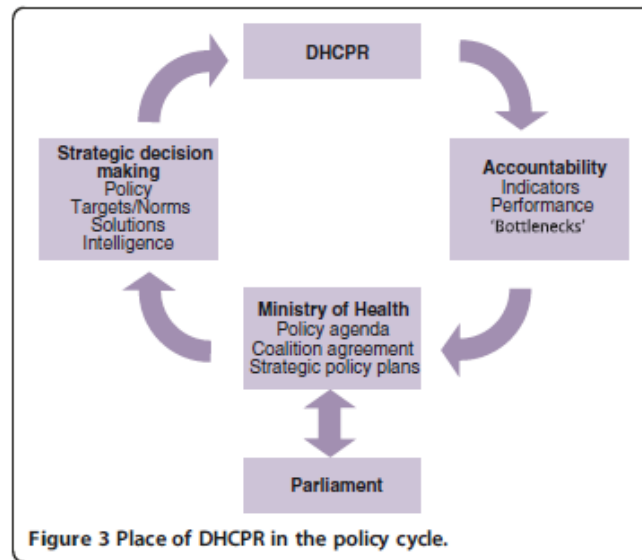 DHCPR
Strategic decision
making
Policy
Targets/Norms
Solutions
Intelligence
Accountability
Indicators
Performance
'Bottlenecks'
Ministry of Health
Policy agenda
Coalition agreement
Strategic policy plans
Parliament
Figure 3 Place of DHCPR in the policy cycle.